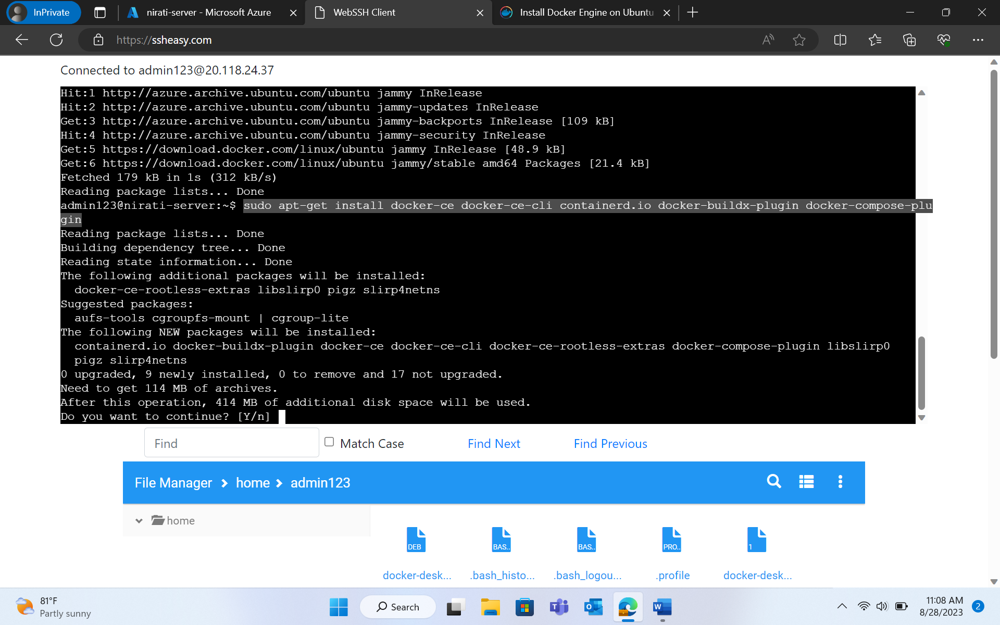 InPrivate
nirati-server - Microsoft Azure
WebSSH Client
Install Docker Engine on Ubuntu
https://ssheasy.com
Connected to admin123@20.118.24.37
Hit:1 http://azure.archive.ubuntu.com/ubuntu jammy InRelease
Hit:2 http://azure.archive.ubuntu.com/ubuntu jammy-updates InRelease
Get:3 http://azure.archive.ubuntu.com/ubuntu jammy-backports InRelease [109 kB]
Hit:4 http://azure.archive.ubuntu.com/ubuntu jammy-security InRelease
Get:5 https://download.docker.com/linux/ubuntu jammy InRelease [48.9 kB]
Get:6 https://download.docker.com/linux/ubuntu jammy/stable amd64 Packages [21.4 kB]
Fetched 179 kB in 1s (312 kB/s)
Reading package lists... Done
admin123@nirati-server:~$ sudo apt-get install docker-ce docker-ce-cli containerd.io docker-buildx-plugin docker-compose-plu
gin
Reading package lists... Done
Building dependency tree... Done
Reading state information... Done
The following additional packages will be installed:
docker-ce-rootless-extras libslirp0 pigz slirp4netns
Suggested packages:
aufs-tools cgroupfs-mount | cgroup-lite
The following NEW packages will be installed:
containerd.io docker-buildx-plugin docker-ce docker-ce-cli docker-ce-rootless-extras docker-compose-plugin libslirp0
pigz slirp4netns
0 upgraded, 9 newly installed, 0 to remove and 17 not upgraded.
Need to get 114 MB of archives.
After this operation, 414 MB of additional disk space will be used.
Do you want to continue? [Y/n]
Find
Match Case
Find Next
Find Previous
File Manager
home
admin123
home
DEB
BAS..
BAS..
PRO..
1
docker-desk...
.bash_histo...
.bash_logou...
.profile
docker-desk...
81°F
Partly sunny
Search
11:08 AM
8/28/2023
2